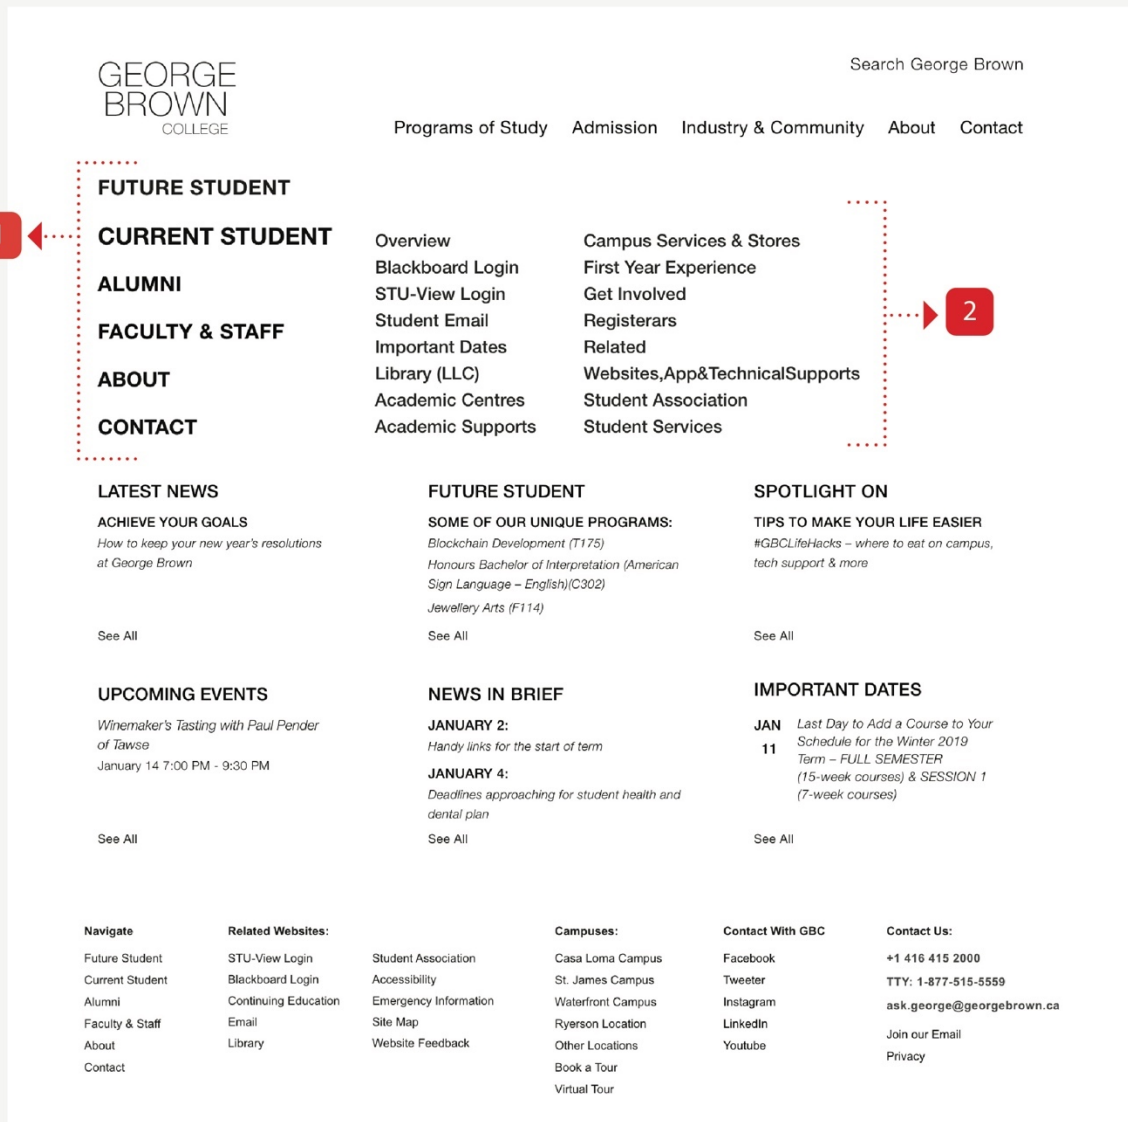 GEORGE
BROWN
COLLEGE
Search George Brown
Programs of Study Admission Industry & Community About Contact
FUTURE STUDENT
CURRENT STUDENT
ALUMNI
FACULTY & STAFF
ABOUT
CONTACT
Overview
Blackboard Login
STU-View Login
Student Email
Important Dates
Library (LLC)
Academic Centres
Academic Supports
Campus Services & Stores
First Year Experience
Get Involved
Registerars
Related
Websites,App&TechnicalSupports
Student Association
Student Services
2
LATEST NEWS
ACHIEVE YOUR GOALS
How to keep your new year's resolutions
at George Brown
See All
FUTURE STUDENT
SOME OF OUR UNIQUE PROGRAMS:
Blockchain Development (T175)
Honours Bachelor of Interpretation (American
Sign Language – English)(C302)
Jewellery Arts (F114)
See All
SPOTLIGHT ON
TIPS TO MAKE YOUR LIFE EASIER
#GBCLifeHacks – where to eat on campus,
tech support & more
See All
UPCOMING EVENTS
Winemaker's Tasting with Paul Pender
of Tawse
January 14 7:00 PM - 9:30 PM
See All
NEWS IN BRIEF
JANUARY 2:
Handy links for the start of term
JANUARY 4:
Deadlines approaching for student health and
dental plan
See All
IMPORTANT DATES
JAN
11
Last Day to Add a Course to Your
Schedule for the Winter 2019
Term – FULL SEMESTER
(15-week courses) & SESSION 1
(7-week courses)
See All
Navigate
Future Student
Current Student
Alumni
Faculty & Staff
About
Contact
Related Websites:
STU-View Login
Blackboard Login
Continuing Education
Email
Library
Student Association
Accessibility
Emergency Information
Site Map
Website Feedback
Campuses:
Casa Loma Campus
St. James Campus
Waterfront Campus
Ryerson Location
Other Locations
Book a Tour
Virtual Tour
Contact With GBC
Facebook
Tweeter
Instagram
LinkedIn
Youtube
Contact Us:
+1 416 415 2000
TTY: 1-877-515-5559
ask.george@georgebrown.ca
Join our Email
Privacy